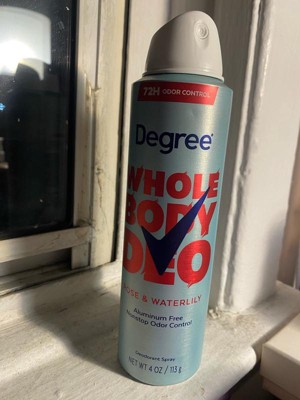 72H ODOR CONTROL
Degree
WHOLE
BODY
DEO
ROSE & WATERLILY
Aluminum Free
Nonstop Odor Control
Deodorant Spray
NET WT 4 OZ / 113 g